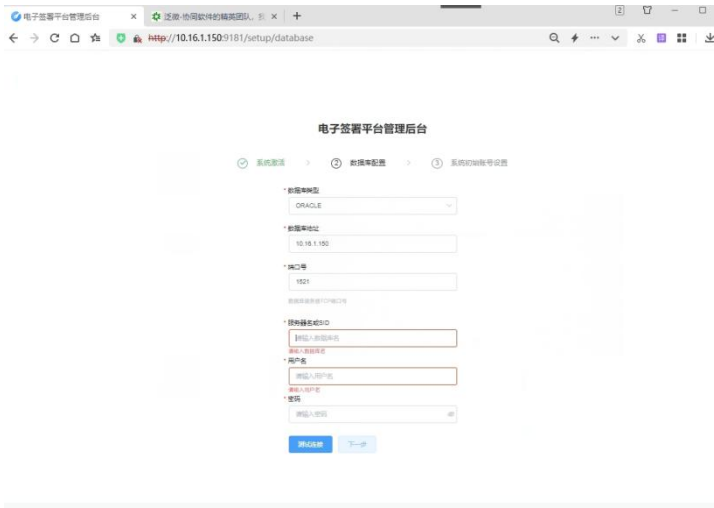 电子签署平台管理后台
泛微-协同软件的精英团队，
2
http://10.16.1.150:9181/setup/database
电子签署平台管理后台
系统激活
2 数据库配置
3 系统初始账号设置
* 数据库类型
ORACLE
* 数据库地址
10.16.1.150
* 端口号
1521
数据库服务器TCP端口号
* 服务器名或SID
请输入数据库名
请输入数据库名
* 用户名
请输入用户名
请输入用户名
* 密码
请输入密码
测试连接
下一步